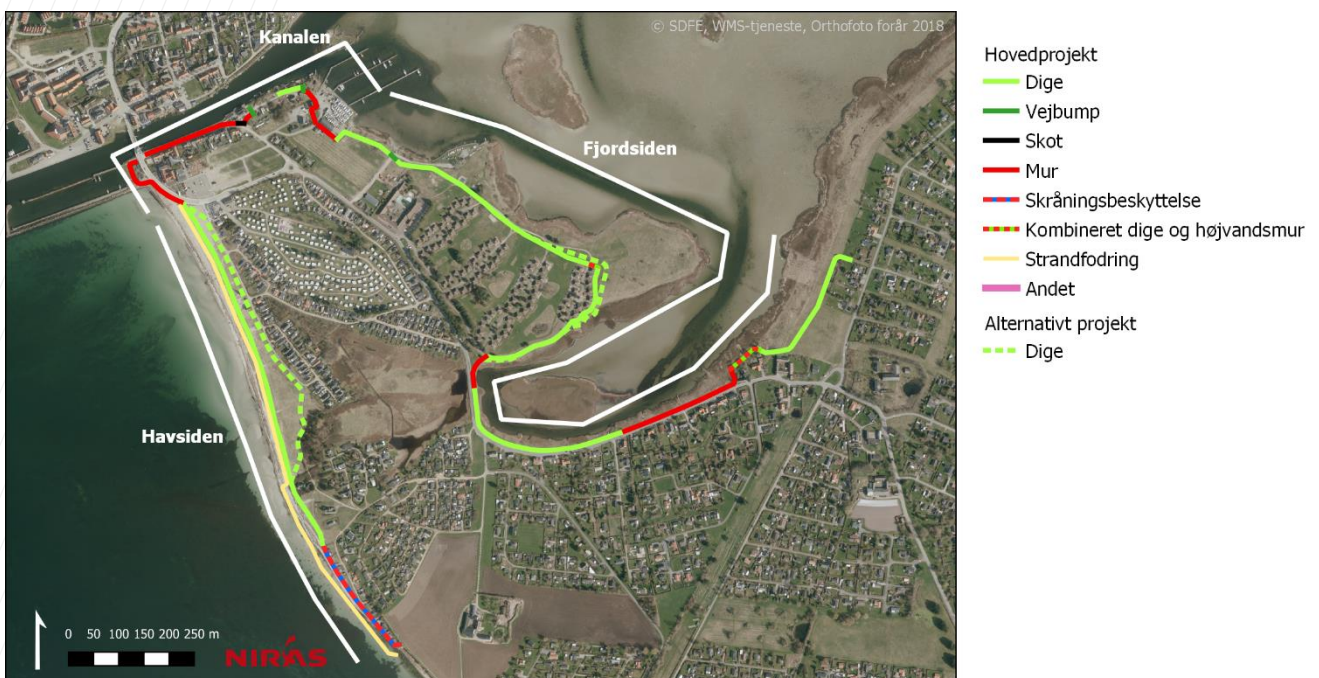 © SDFE, WMS-tjeneste, Orthofoto forår 2018
Kanalen
Fjordsiden
Havsiden
0 50 100 150 200 250 m
NIRAS
Hovedprojekt
Dige
Vejbump
Skot
Mur
Skråningsbeskyttelse
Kombineret dige og højvandsmur
Strandfodring
Andet
Alternativt projekt
Dige